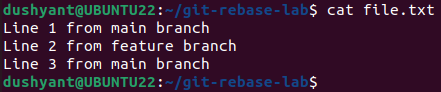 dushyant@UBUNTU22:~/git-rebase-lab$ cat file.txt
Line 1 from main branch
Line 2 from feature branch
Line 3 from main branch
dushyant@UBUNTU22:~/git-rebase-lab$